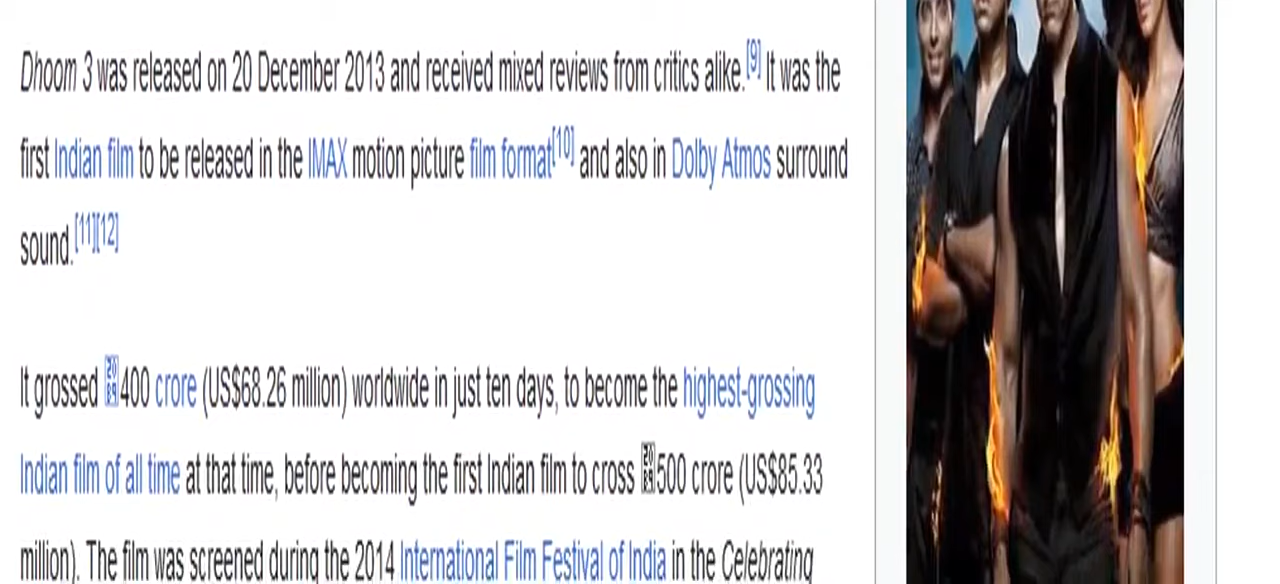 Dhoom 3 was released on 20 December 2013 and received mixed reviews from critics alike.[9] It was the
first Indian film to be released in the IMAX motion picture film format[10] and also in Dolby Atmos surround
sound.[11][12]
It grossed 400 crore (US$68.26 million) worldwide in just ten days, to become the highest-grossing
Indian film of all time at that time, before becoming the first Indian film to cross 500 crore (US$85.33
million). The film was screened during the 2014 International Film Festival of India in the Celebrating